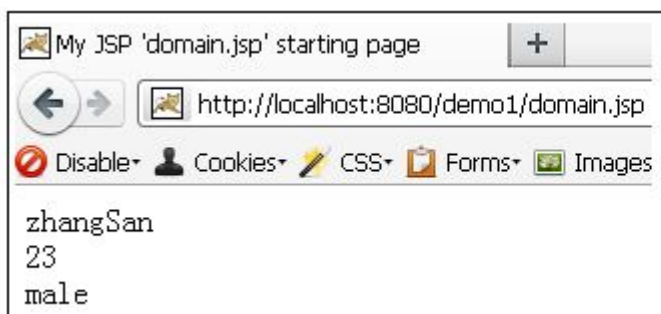 My JSP 'domain.jsp' starting page
http://localhost:8080/demo1/domain.jsp
Disable Cookies CSS Forms Images
zhangSan
23
male